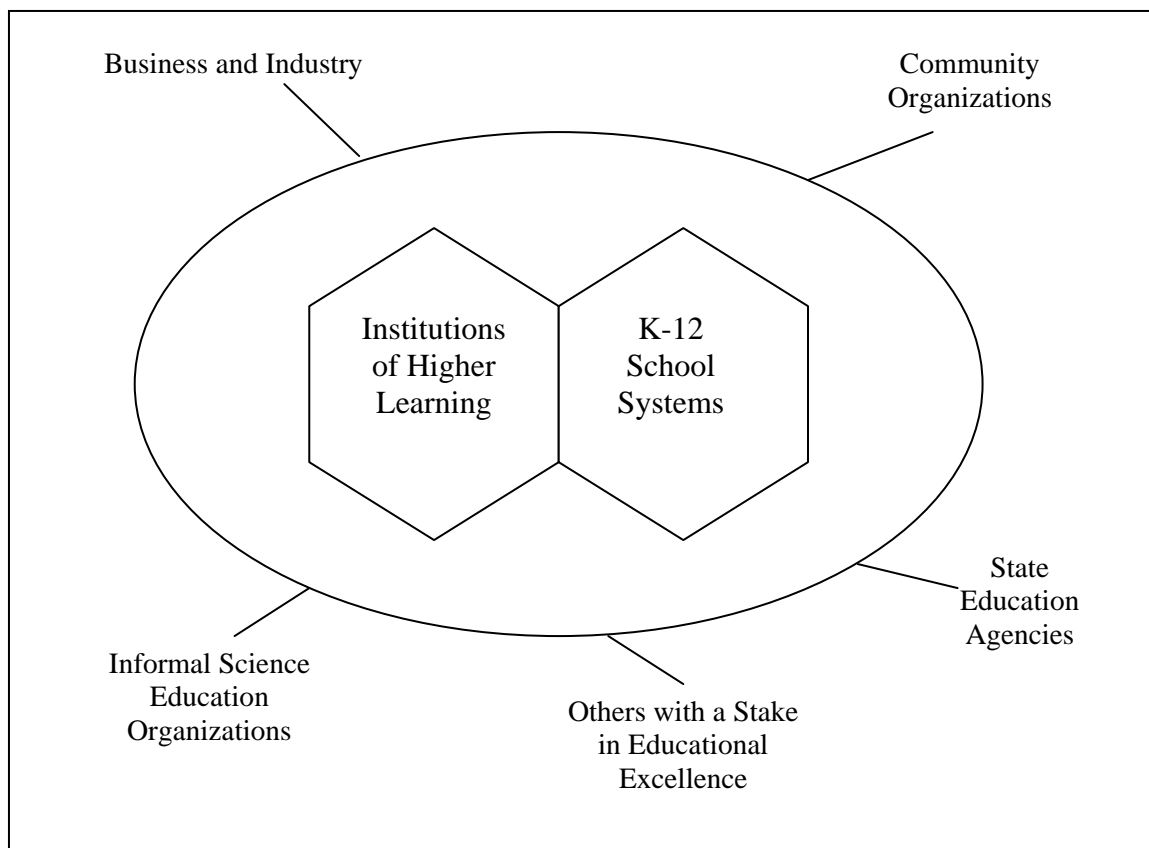 Business and Industry
Community
Organizations
Institutions
of Higher
Learning
K-12
School
Systems
State
Education
Agencies
Informal Science
Education
Organizations
Others with a Stake
in Educational
Excellence